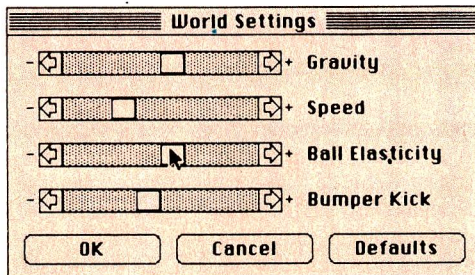 World Settings
- + Gravity
- + Speed
- + Ball Elasticity
- + Bumper Kick
OK Cancel Defaults